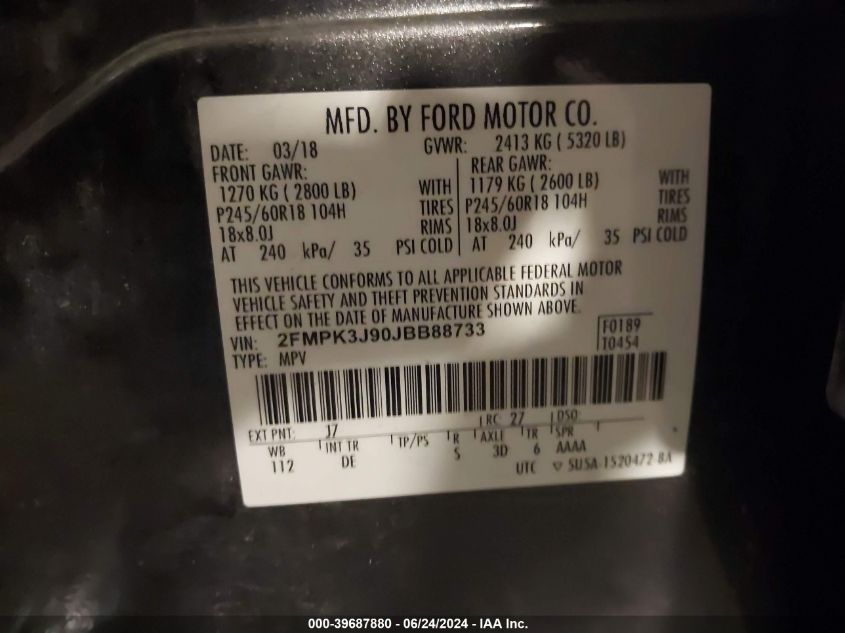 MFD. BY FORD MOTOR CO.
DATE: 03/18 GVWR: 2413 KG ( 5320 LB)
FRONT GAWR: REAR GAWR:
1270 KG ( 2800 LB) WITH 1179 KG ( 2600 LB) WITH
P245/60R18 104H TIRES P245/60R18 104H TIRES
18x8.0J RIMS 18x8.0J RIMS
AT 240 kPa/ 35 PSI COLD AT 240 kPa/ 35 PSI COLD
THIS VEHICLE CONFORMS TO ALL APPLICABLE FEDERAL MOTOR
VEHICLE SAFETY AND THEFT PREVENTION STANDARDS IN
EFFECT ON THE DATE OF MANUFACTURE SHOWN ABOVE.
VIN: 2FMPK3J90JBB88733 F0189
TYPE: MPV T0454
EXT PNT: J7 RC: 27 DSO:
WB INT TR TP/PS R AXLE TR SPR
112 DE S 3D 6 AAAA
UTC ▽ 5U5A-1520472-BA
000-39687880 - 06/24/2024 - IAA Inc.